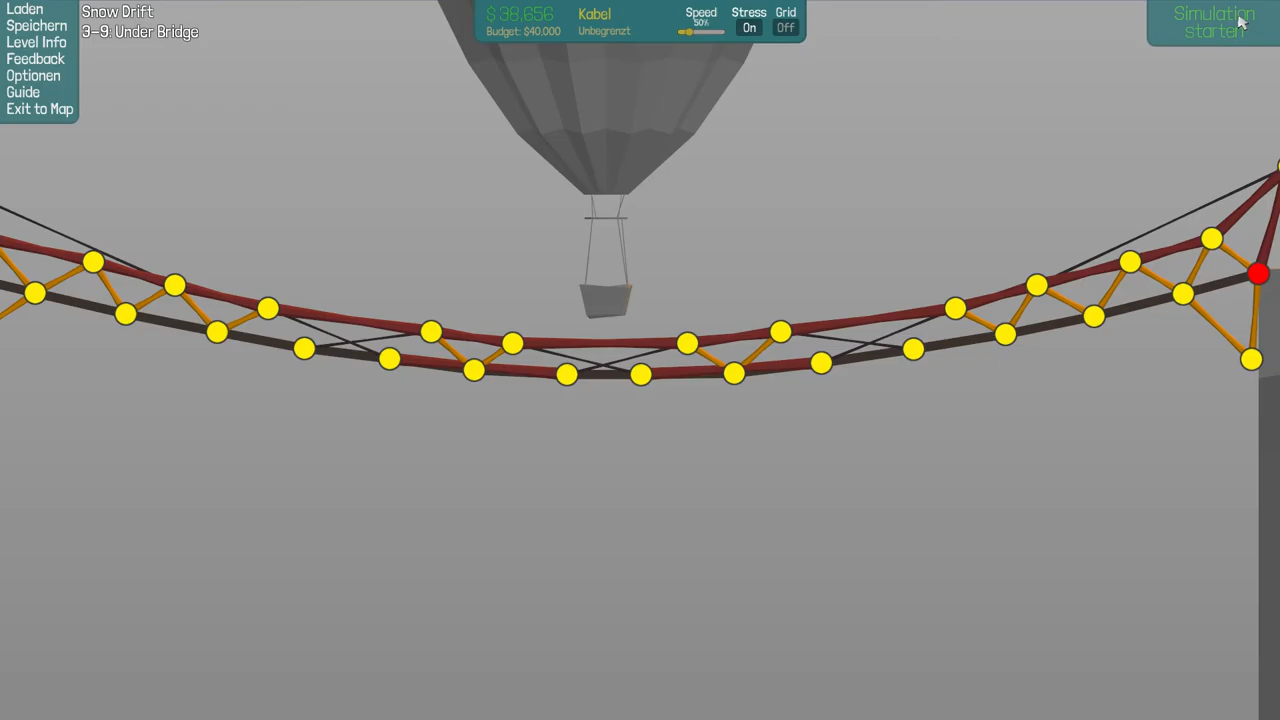 Laden
Speichern
Level Info
Feedback
Optionen
Guide
Exit to Map
Snow Drift
3-9: Under Bridge
$ 38,656
Budget: $40,000
Kabel
Unbegrenzt
Speed
50%
Stress
On
Grid
Off
Simulation
starten